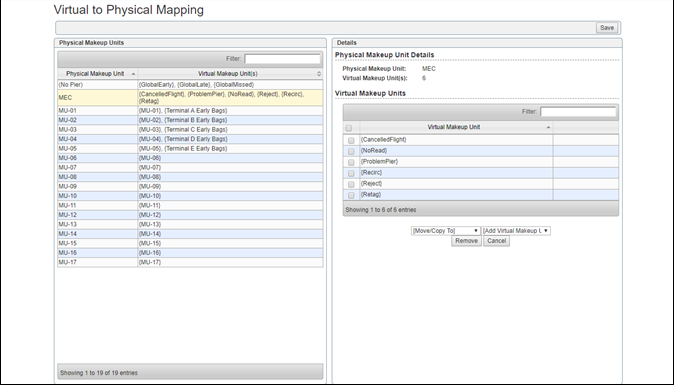 Virtual to Physical Mapping
Save
Physical Makeup Units
Filter:
Physical Makeup Unit Virtual Makeup Unit(s)
(No Pier) {GlobalEarly}, {GlobalLate}, {GlobalMissed}
MEC {CancelledFlight}, {ProblemPier}, {NoRead}, {Reject}, {Recirc},
{Retag}
MU-01 {MU-01}, {Terminal A Early Bags}
MU-02 {MU-02}, {Terminal B Early Bags}
MU-03 {MU-03}, {Terminal C Early Bags}
MU-04 {MU-04}, {Terminal D Early Bags}
MU-05 {MU-05}, {Terminal E Early Bags}
MU-06 {MU-06}
MU-07 {MU-07}
MU-08 {MU-08}
MU-09 {MU-09}
MU-10 {MU-10}
MU-11 {MU-11}
MU-12 {MU-12}
MU-13 {MU-13}
MU-14 {MU-14}
MU-15 {MU-15}
MU-16 {MU-16}
MU-17 {MU-17}
Showing 1 to 19 of 19 entries
Details
Physical Makeup Unit Details
Physical Makeup Unit: MEC
Virtual Makeup Unit(s): 6
Virtual Makeup Units
Filter:
Virtual Makeup Unit
{CancelledFlight}
{NoRead}
{ProblemPier}
{Recirc}
{Reject}
{Retag}
Showing 1 to 6 of 6 entries
[Move/Copy To] [Add Virtual Makeup U
Remove Cancel